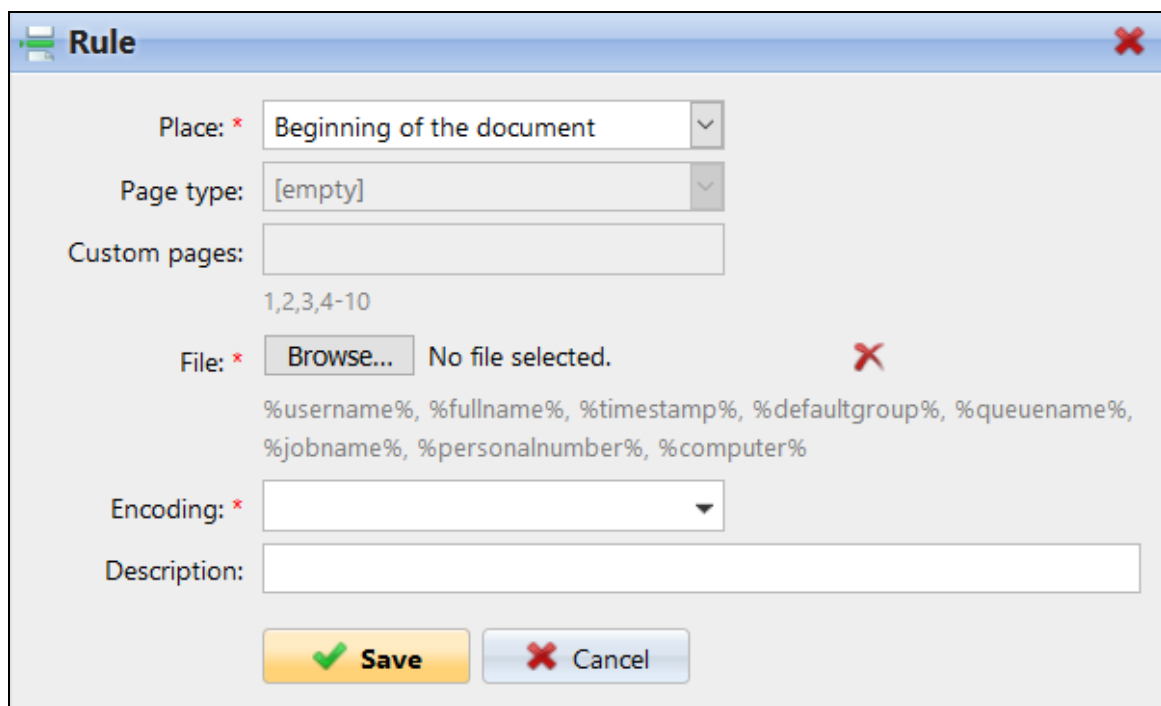 Rule
Place: * Beginning of the document
Page type: [empty]
Custom pages:
1,2,3,4-10
File: * Browse... No file selected.
%username%, %fullname%, %timestamp%, %defaultgroup%, %queuename%,
%jobname%, %personalnumber%, %computer%
Encoding: *
Description:
Save Cancel